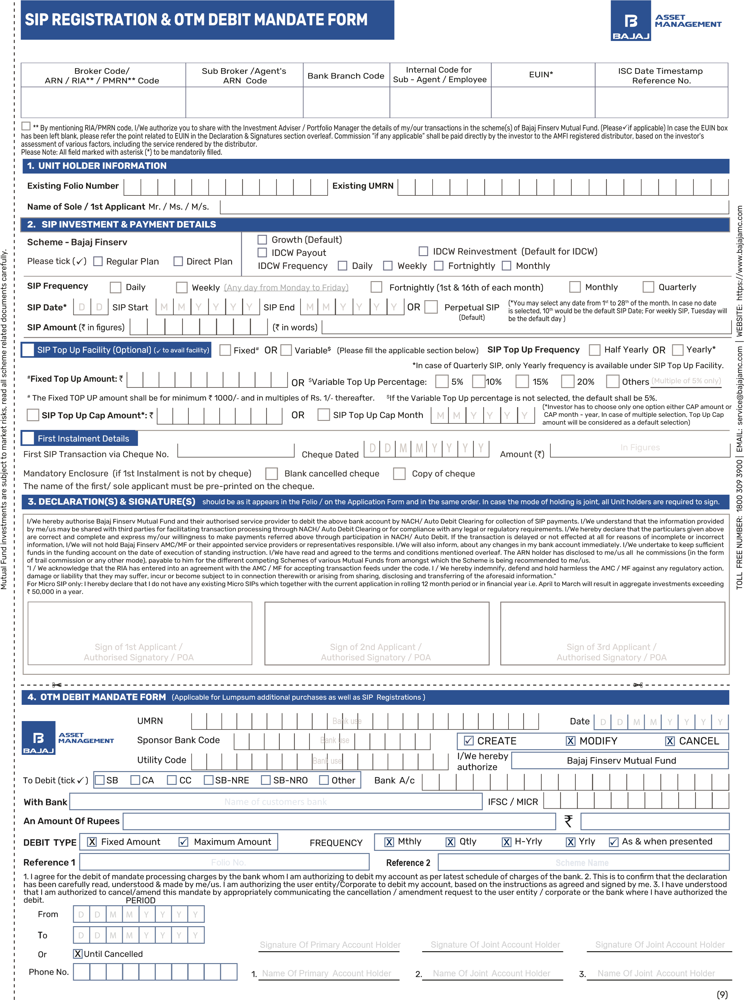 SIP REGISTRATION & OTM DEBIT MANDATE FORM
BAJAJ
ASSET
MANAGEMENT
Broker Code/
ARN / RIA** / PMRN** Code
Sub Broker /Agent's
ARN Code
Bank Branch Code
Internal Code for
Sub - Agent / Employee
EUIN*
ISC Date Timestamp
Reference No.
** By mentioning RIA/PMRN code, I/We authorize you to share with the Investment Adviser / Portfolio Manager the details of my/our transactions in the scheme(s) of Bajaj Finserv Mutual Fund. (Please✓if applicable) In case the EUIN box
has been left blank, please refer the point related to EUIN in the Declaration & Signatures section overleaf. Commission "if any applicable" shall be paid directly by the investor to the AMFI registered distributor, based on the investor's
assessment of various factors, including the service rendered by the distributor.
Please Note: All field marked with asterisk (*) to be mandatorily filled.
1. UNIT HOLDER INFORMATION
Existing Folio Number Existing UMRN
Name of Sole / 1st Applicant Mr. / Ms. / M/s.
2. SIP INVESTMENT & PAYMENT DETAILS
Scheme - Bajaj Finserv
Please tick (✓) Regular Plan Direct Plan
Growth (Default)
IDCW Payout IDCW Reinvestment (Default for IDCW)
IDCW Frequency Daily Weekly Fortnightly Monthly
SIP Frequency Daily Weekly (Any day from Monday to Friday) Fortnightly (1st & 16th of each month) Monthly Quarterly
SIP Date* D D SIP Start M M Y Y Y Y SIP End M M Y Y Y Y OR Perpetual SIP
(Default)
(*You may select any date from 1st to 28th of the month. In case no date
is selected, 10th would be the default SIP Date; For weekly SIP, Tuesday will
be the default day )
SIP Amount (₹ in figures) (₹ in words)
SIP Top Up Facility (Optional) (✓ to avail facility) Fixed# OR Variable$ (Please fill the applicable section below) SIP Top Up Frequency Half Yearly OR Yearly*
*In case of Quarterly SIP, only Yearly frequency is available under SIP Top Up Facility.
#Fixed Top Up Amount: ₹ OR $Variable Top Up Percentage: 5% 10% 15% 20% Others (Multiple of 5% only)
# The Fixed TOP UP amount shall be for minimum ₹ 1000/- and in multiples of Rs. 1/- thereafter. $If the Variable Top Up percentage is not selected, the default shall be 5%.
SIP Top Up Cap Amount*: ₹ OR SIP Top Up Cap Month M M Y Y Y Y
(*Investor has to choose only one option either CAP amount or
CAP month - year, In case of multiple selection, Top Up Cap
amount will be considered as a default selection)
First Instalment Details
First SIP Transaction via Cheque No. Cheque Dated D D M M Y Y Y Y Amount (₹) In Figures
Mandatory Enclosure (if 1st Instalment is not by cheque) Blank cancelled cheque Copy of cheque
The name of the first/ sole applicant must be pre-printed on the cheque.
3. DECLARATION(S) & SIGNATURE(S) should be as it appears in the Folio / on the Application Form and in the same order. In case the mode of holding is joint, all Unit holders are required to sign.
I/We hereby authorise Bajaj Finserv Mutual Fund and their authorised service provider to debit the above bank account by NACH/ Auto Debit Clearing for collection of SIP payments. I/We understand that the information provided
by me/us may be shared with third parties for facilitating transaction processing through NACH/ Auto Debit Clearing or for compliance with any legal or regulatory requirements. I/We hereby declare that the particulars given above
are correct and complete and express my/our willingness to make payments referred above through participation in NACH/ Auto Debit. If the transaction is delayed or not effected at all for reasons of incomplete or incorrect
information, I/We will not hold Bajaj Finserv AMC/MF or their appointed service providers or representatives responsible. I/We will also inform, about any changes in my bank account immediately. I/We undertake to keep sufficient
funds in the funding account on the date of execution of standing instruction. I/We have read and agreed to the terms and conditions mentioned overleaf. The ARN holder has disclosed to me/us all he commissions (in the form
of trail commission or any other mode), payable to him for the different competing Schemes of various Mutual Funds from amongst which the Scheme is being recommended to me/us.
"I / We acknowledge that the RIA has entered into an agreement with the AMC / MF for accepting transaction feeds under the code. I / We hereby indemnify, defend and hold harmless the AMC / MF against any regulatory action,
damage or liability that they may suffer, incur or become subject to in connection therewith or arising from sharing, disclosing and transferring of the aforesaid information."
For Micro SIP only: I hereby declare that I do not have any existing Micro SIPs which together with the current application in rolling 12 month period or in financial year i.e. April to March will result in aggregate investments exceeding
₹ 50,000 in a year.
Sign of 1st Applicant /
Authorised Signatory / POA
Sign of 2nd Applicant /
Authorised Signatory / POA
Sign of 3rd Applicant /
Authorised Signatory / POA
4. OTM DEBIT MANDATE FORM (Applicable for Lumpsum additional purchases as well as SIP Registrations )
BAJAJ
ASSET
MANAGEMENT
UMRN Bank use Date D D M M Y Y Y Y
Sponsor Bank Code Bank use ✓ CREATE X MODIFY X CANCEL
Utility Code Bank use I/We hereby
authorize
Bajaj Finserv Mutual Fund
To Debit (tick ✓ ) SB CA CC SB-NRE SB-NRO Other Bank A/c
With Bank Name of customers bank IFSC / MICR
An Amount Of Rupees ₹
DEBIT TYPE X Fixed Amount ✓ Maximum Amount FREQUENCY X Mthly X Qtly X H-Yrly X Yrly ✓ As & when presented
Reference 1 Folio No. Reference 2 Scheme Name
1. I agree for the debit of mandate processing charges by the bank whom I am authorizing to debit my account as per latest schedule of charges of the bank. 2. This is to confirm that the declaration
has been carefully read, understood & made by me/us. I am authorizing the user entity/Corporate to debit my account, based on the instructions as agreed and signed by me. 3. I have understood
that I am authorized to cancel/amend this mandate by appropriately communicating the cancellation / amendment request to the user entity / corporate or the bank where I have authorized the
debit.
PERIOD
From D D M M Y Y Y Y
To D D M M Y Y Y Y
Or X Until Cancelled
Phone No.
Signature Of Primary Account Holder Signature Of Joint Account Holder Signature Of Joint Account Holder
1. Name Of Primary Account Holder 2. Name Of Joint Account Holder 3. Name Of Joint Account Holder
(9)
Mutual Fund investments are subject to market risks, read all scheme related documents carefully.
TOLL FREE NUMBER: 1800 309 3900 | EMAIL: service@bajajamc.com | WEBSITE: https://www.bajajamc.com